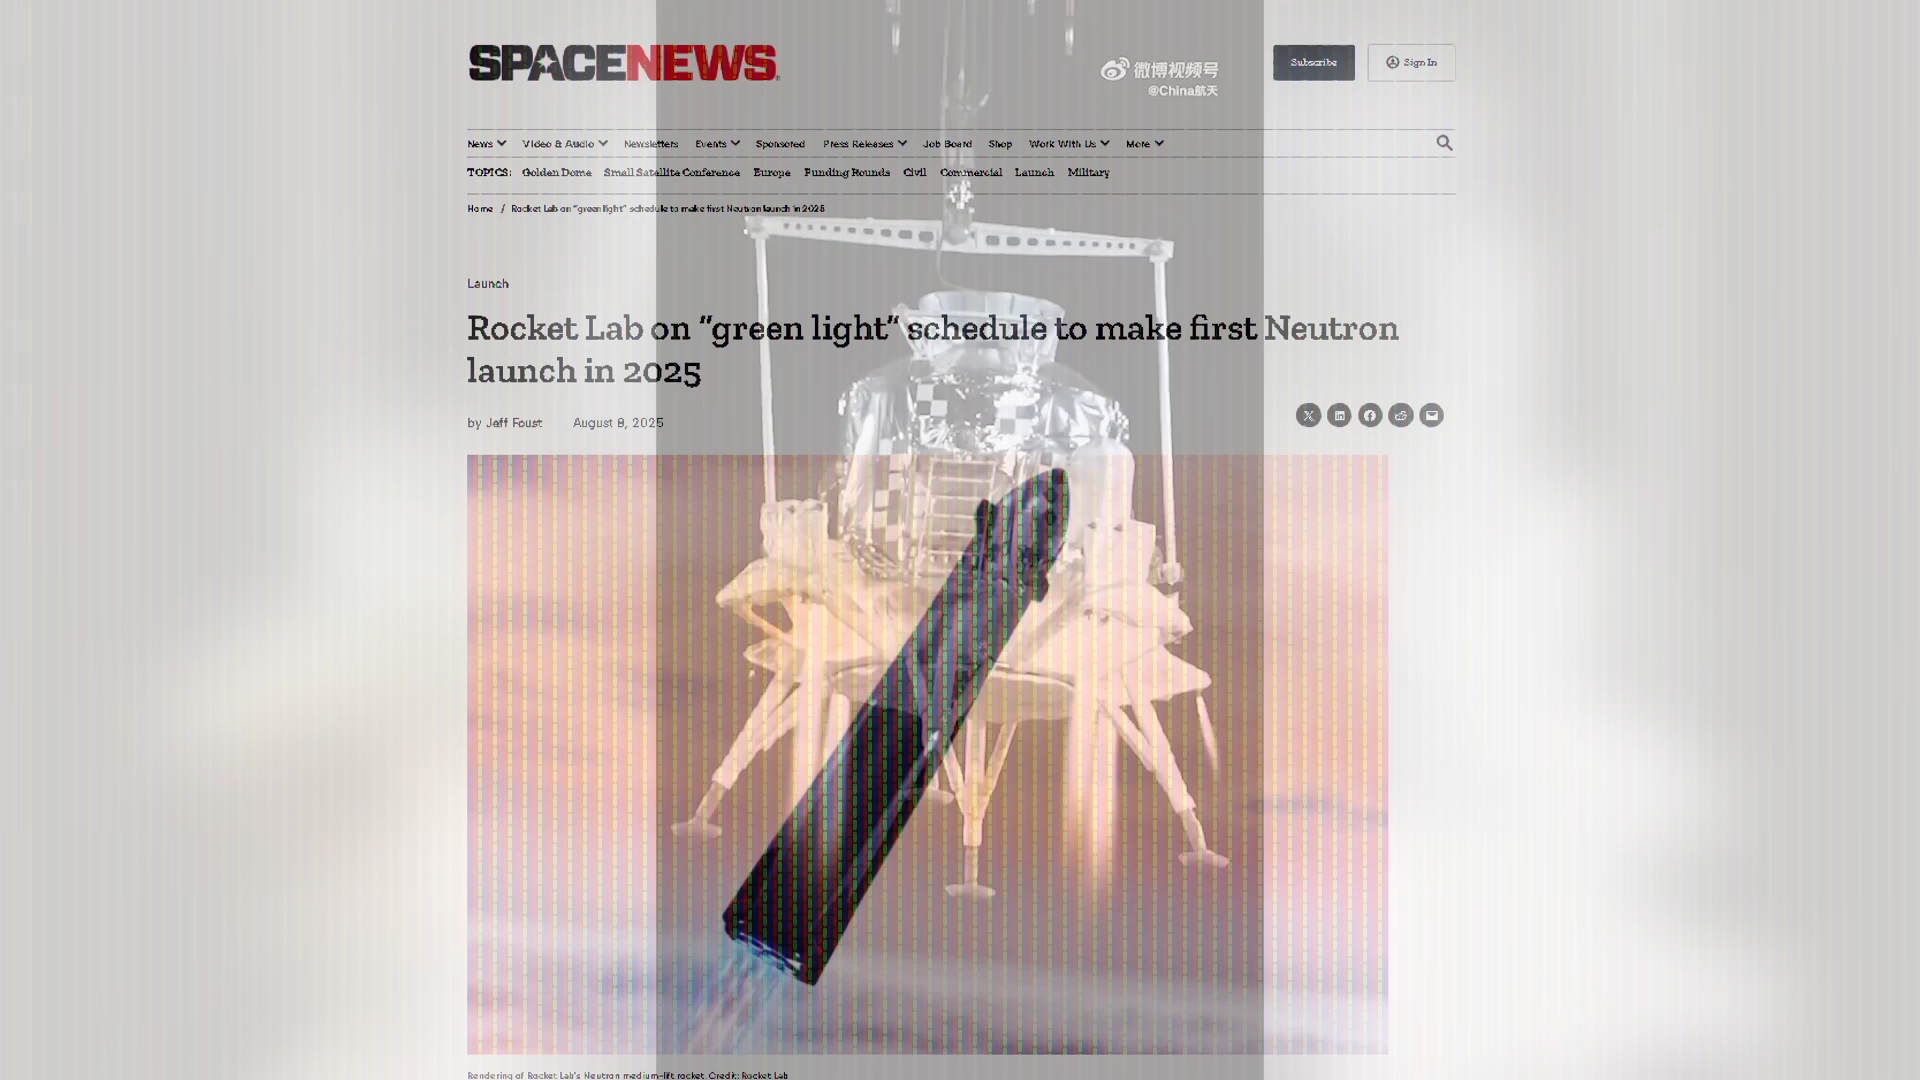 SPACENEWS
微博视频号
@China航天
Subscribe
Sign In
News Video & Audio Newsletters Events Sponsored Press Releases Job Board Shop Work With Us More
TOPICS: Golden Dome Small Satellite Conference Europe Funding Rounds Civil Commercial Launch Military
Home / Rocket Lab on “green light” schedule to make first Neutron launch in 2025
Launch
Rocket Lab on “green light” schedule to make first Neutron
launch in 2025
by Jeff Foust August 8, 2025
Rendering of Rocket Lab's Neutron medium-lift rocket. Credit: Rocket Lab